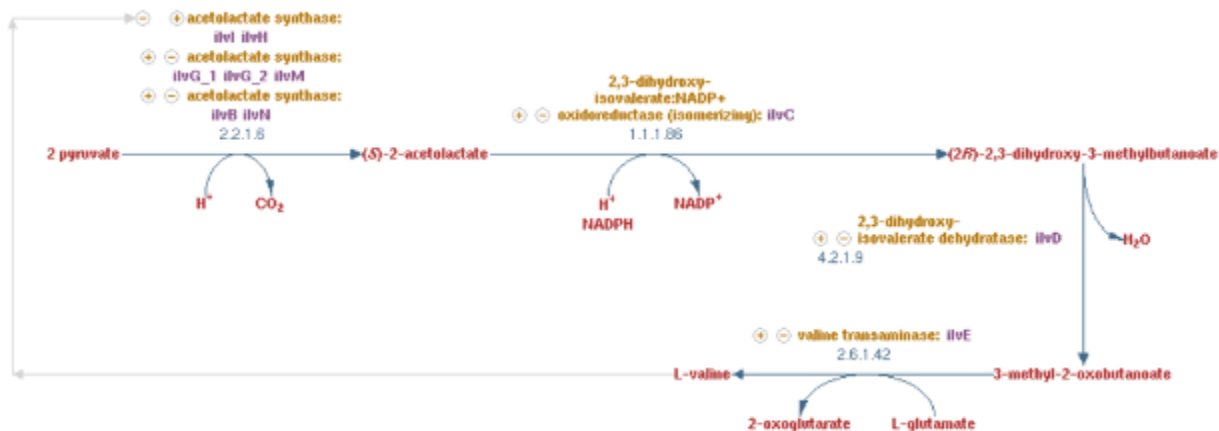 ⊖ ⊕ acetolactate synthase:
ilvI ilvH
⊕ ⊖ acetolactate synthase:
ilvG_1 ilvG_2 ilvM
⊕ ⊖ acetolactate synthase:
ilvB ilvN
2.2.1.6
2,3-dihydroxy-
isovalerate:NADP+
⊕ ⊖ oxidoreductase (isomerizing): ilvC
1.1.1.86
2 pyruvate
(S)-2-acetolactate
(2R)-2,3-dihydroxy-3-methylbutanoate
H+
CO2
H+
NADPH
NADP+
2,3-dihydroxy-
⊕ ⊖ isovalerate dehydratase: ilvD
4.2.1.9
H2O
⊕ ⊖ valine transaminase: ilvE
2.6.1.42
L-valine
3-methyl-2-oxobutanoate
2-oxoglutarate
L-glutamate